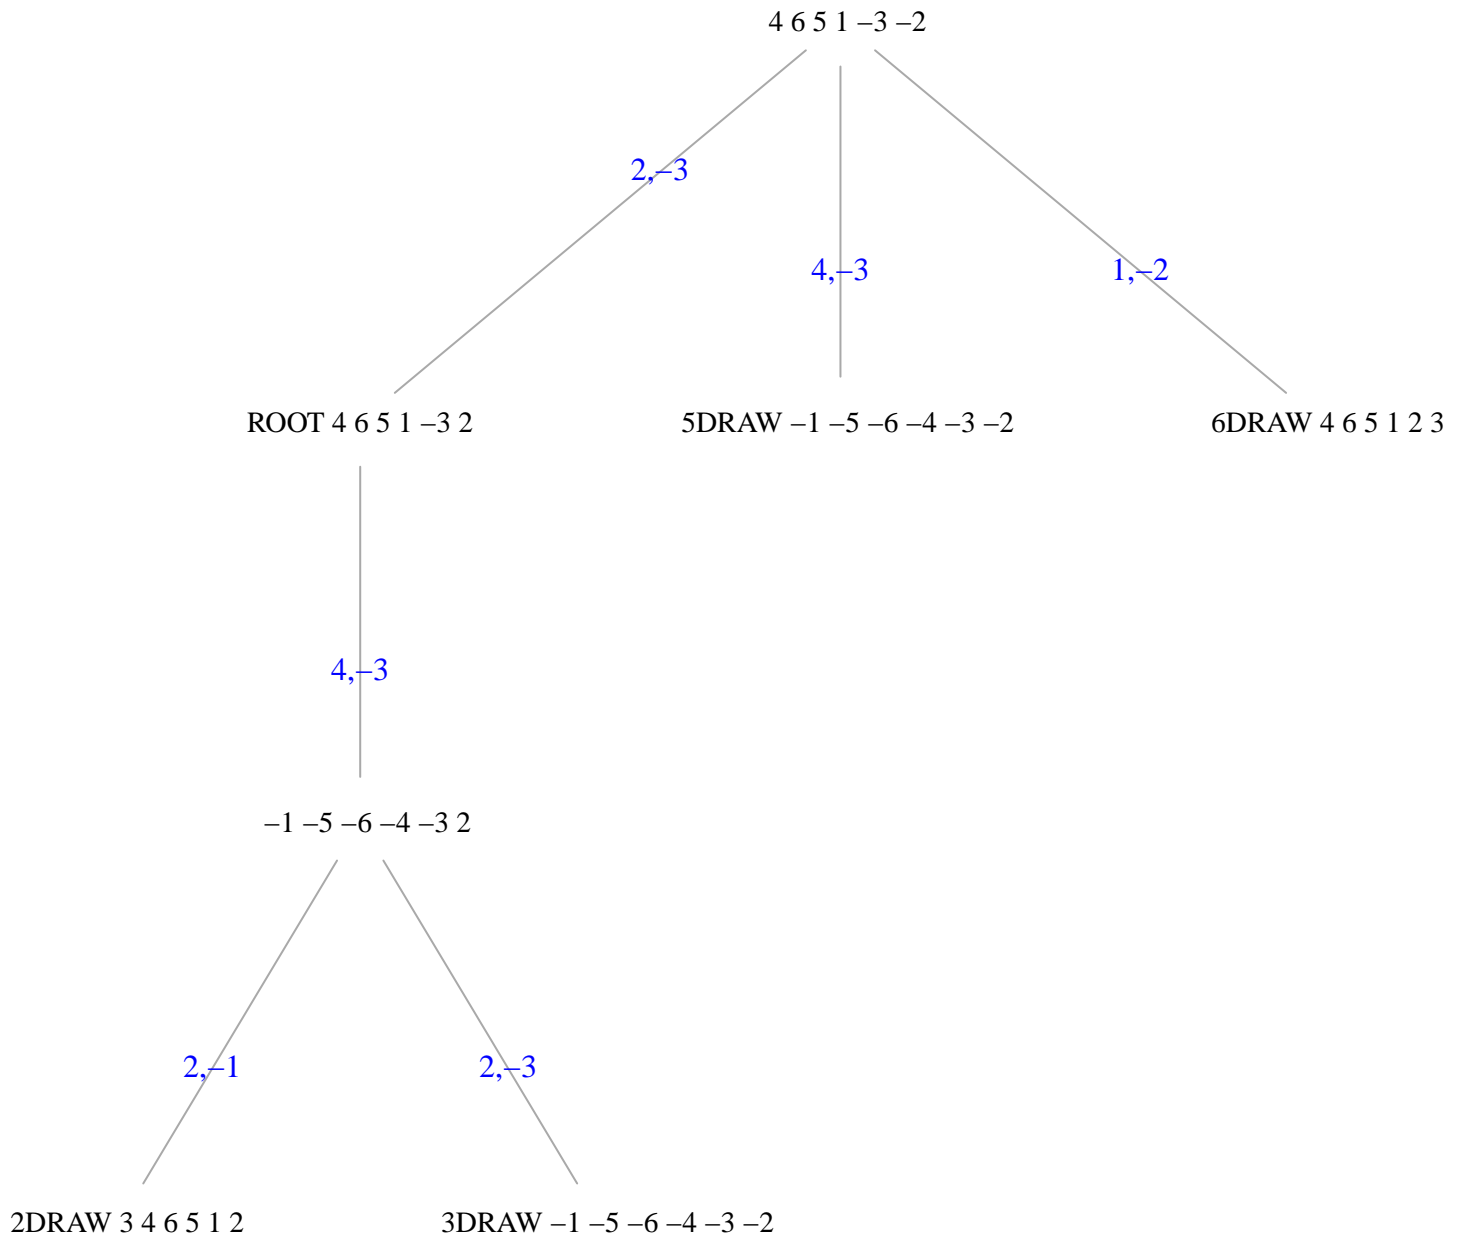 4 6 5 1 –3 –2
2,–3
4,–3
1,–2
ROOT 4 6 5 1 –3 2
5DRAW –1 –5 –6 –4 –3 –2
6DRAW 4 6 5 1 2 3
4,–3
–1 –5 –6 –4 –3 2
2,–1
2,–3
2DRAW 3 4 6 5 1 2
3DRAW –1 –5 –6 –4 –3 –2